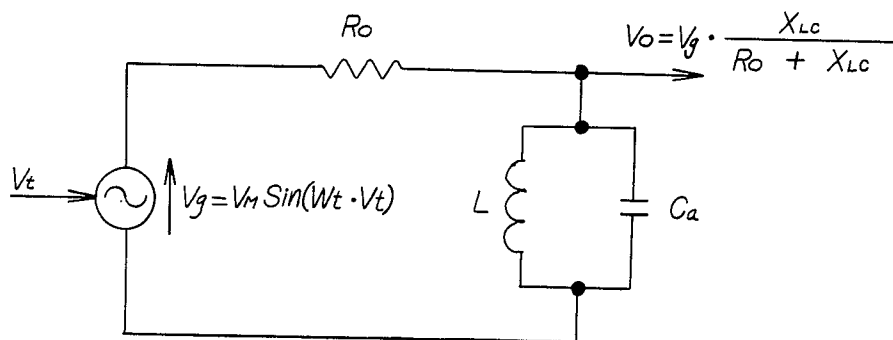 Ro
Vo=Vg·XLC/(Ro + XLC)
Vt
Vg=VM Sin(Wt·Vt)
L
Ca